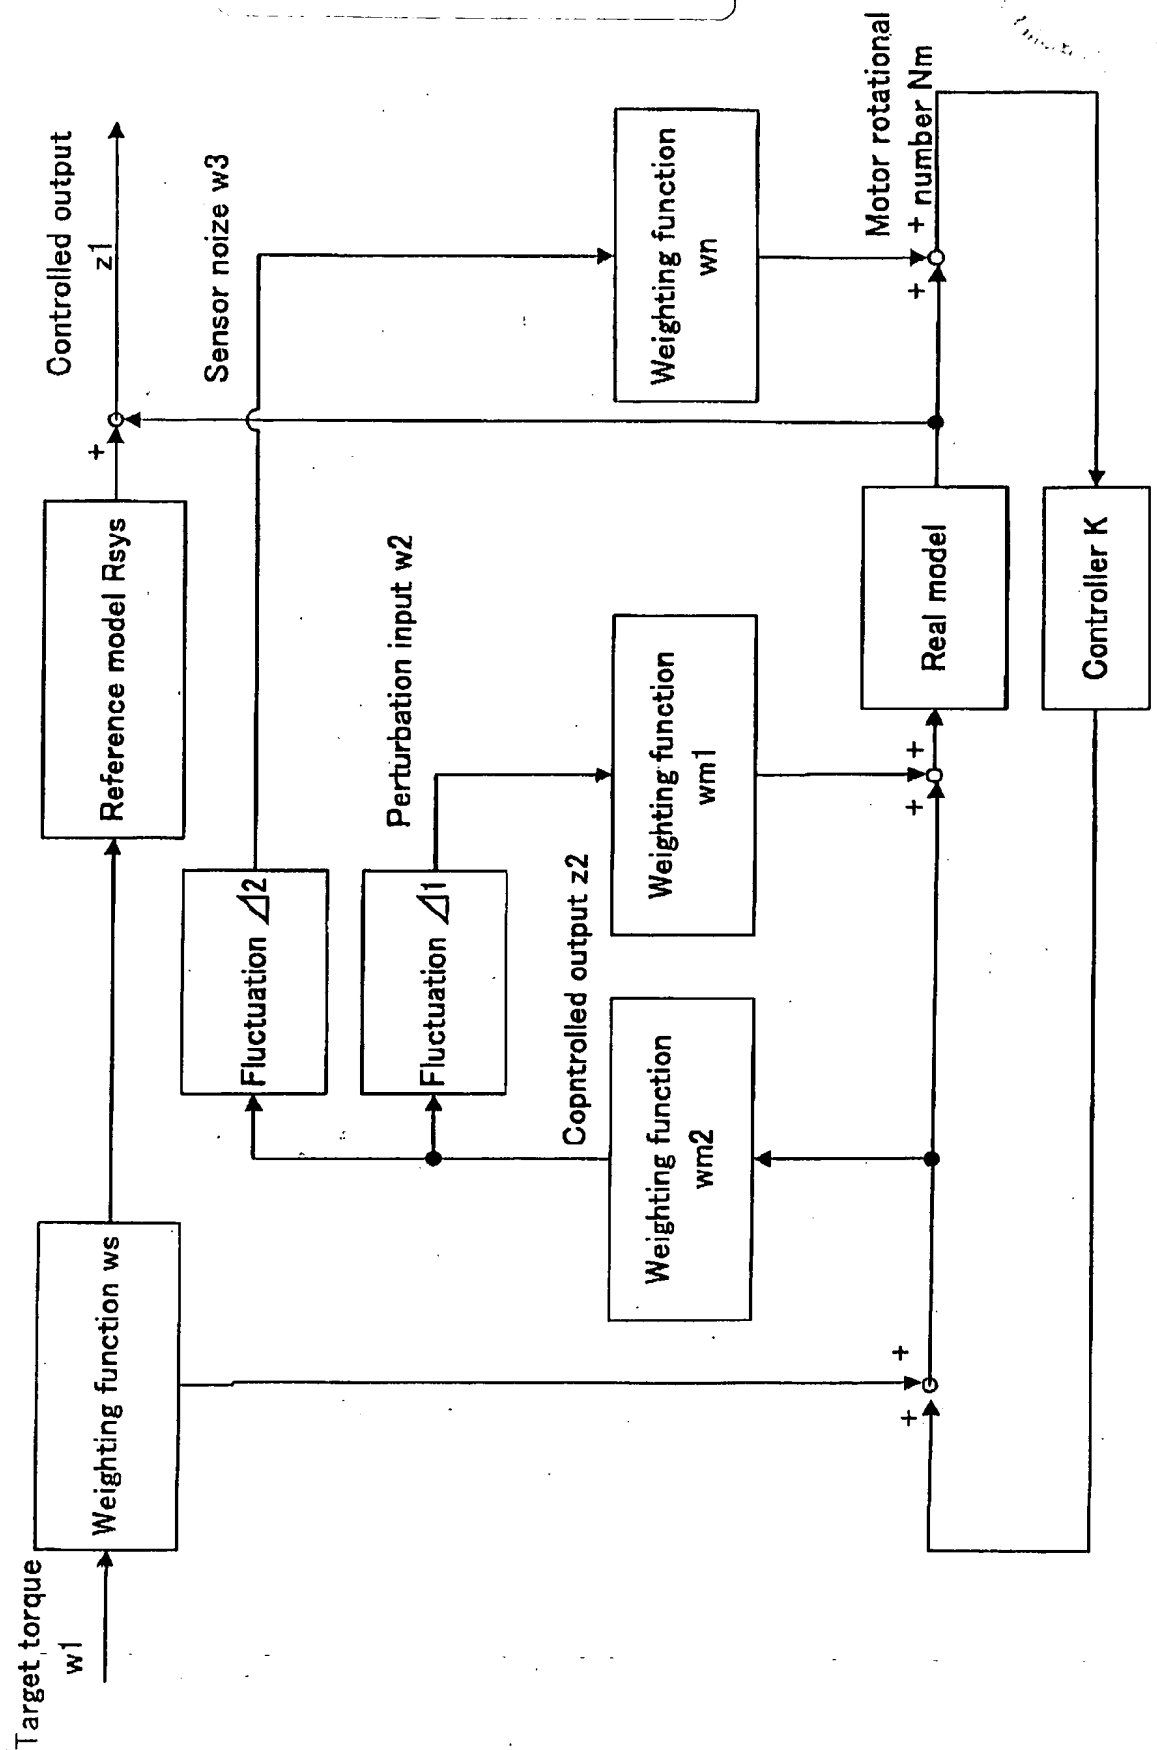 Target torque
w1
Weighting function ws
Reference model Rsys
+
Controlled output
z1
Fluctuation Δ2
Sensor noize w3
Fluctuation Δ1
Perturbation input w2
Copntrolled output z2
Weighting function
wm2
Weighting function
wm1
Weighting function
wn
+
+
+
+
Real model
+
+
Motor rotational
number Nm
Controller K